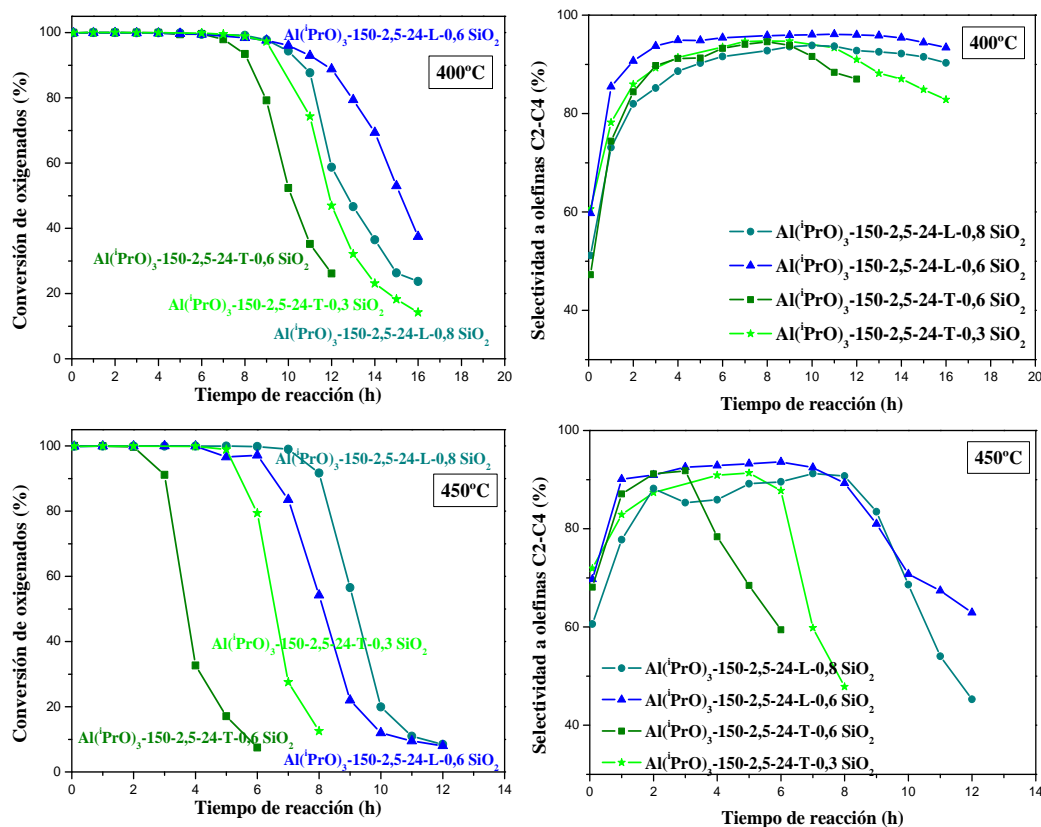 Al(ⁱPrO)₃-150-2,5-24-L-0,6 SiO₂
400ºC
Al(ⁱPrO)₃-150-2,5-24-T-0,6 SiO₂
Al(ⁱPrO)₃-150-2,5-24-T-0,3 SiO₂
Al(ⁱPrO)₃-150-2,5-24-L-0,8 SiO₂
Conversión de oxigenados (%)
100
80
60
40
20
0
0 2 4 6 8 10 12 14 16 18 20
Tiempo de reacción (h)
400ºC
Al(ⁱPrO)₃-150-2,5-24-L-0,8 SiO₂
Al(ⁱPrO)₃-150-2,5-24-L-0,6 SiO₂
Al(ⁱPrO)₃-150-2,5-24-T-0,6 SiO₂
Al(ⁱPrO)₃-150-2,5-24-T-0,3 SiO₂
Selectividad a olefinas C2-C4 (%)
100
80
60
40
0 2 4 6 8 10 12 14 16 18 20
Tiempo de reacción (h)
Al(ⁱPrO)₃-150-2,5-24-L-0,8 SiO₂
450ºC
Al(ⁱPrO)₃-150-2,5-24-T-0,3 SiO₂
Al(ⁱPrO)₃-150-2,5-24-T-0,6 SiO₂
Al(ⁱPrO)₃-150-2,5-24-L-0,6 SiO₂
Conversión de oxigenados (%)
100
80
60
40
20
0
0 2 4 6 8 10 12 14
Tiempo de reacción (h)
450ºC
Al(ⁱPrO)₃-150-2,5-24-L-0,8 SiO₂
Al(ⁱPrO)₃-150-2,5-24-L-0,6 SiO₂
Al(ⁱPrO)₃-150-2,5-24-T-0,6 SiO₂
Al(ⁱPrO)₃-150-2,5-24-T-0,3 SiO₂
Selectividad a olefinas C2-C4 (%)
100
80
60
40
0 2 4 6 8 10 12 14
Tiempo de reacción (h)